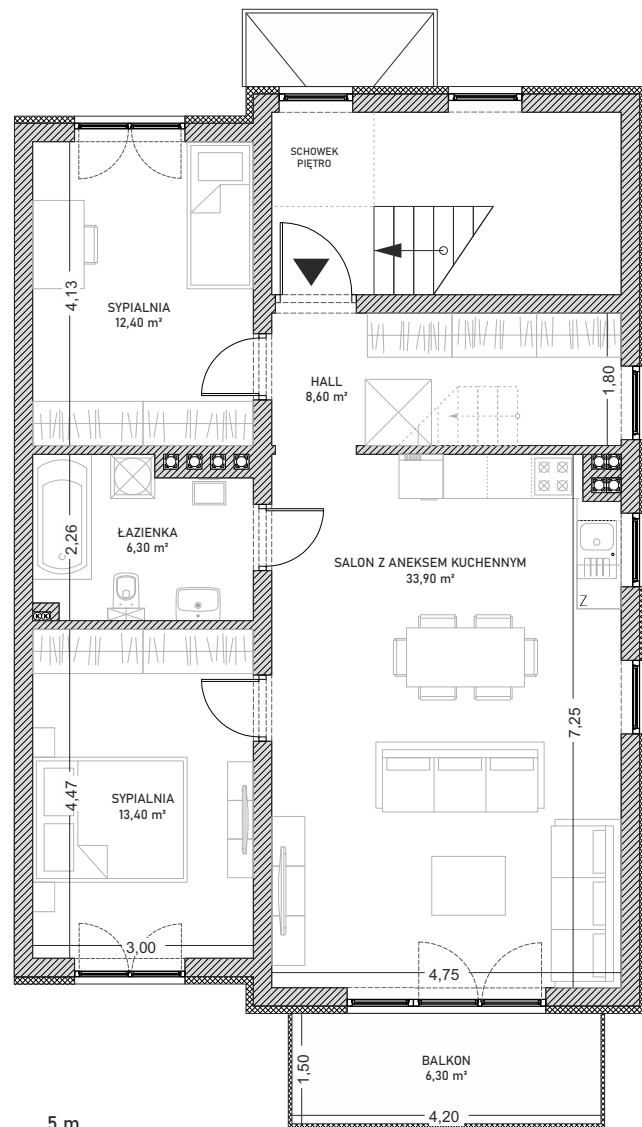 SCHOWEK
PIĘTRO
4,13
SYPIALNIA
12,40 m²
HALL
8,60 m²
1,80
2,26
ŁAZIENKA
6,30 m²
SALON Z ANEKSEM KUCHENNYM
33,90 m²
Z
7,25
4,47
SYPIALNIA
13,40 m²
3,00
4,75
1,50
BALKON
6,30 m²
4,20
5 m